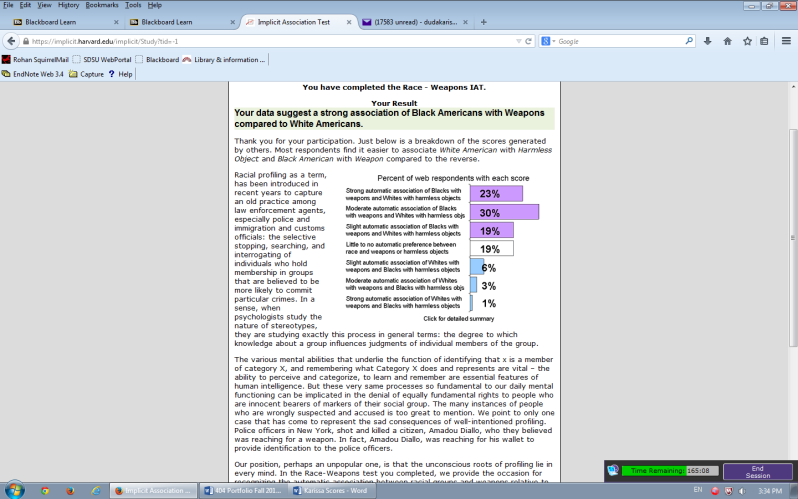 File Edit View History Bookmarks Tools Help
Blackboard Learn × Blackboard Learn × Implicit Association Test × (17583 unread) - dudakaris... × +
https://implicit.harvard.edu/implicit/Study?tid=-1 Google
Rohan SquirrelMail SDSU WebPortal Blackboard Library & information ...
EndNote Web 3.4 Capture ? Help
You have completed the Race - Weapons IAT.
Your Result
Your data suggest a strong association of Black Americans with Weapons
compared to White Americans.
Thank you for your participation. Just below is a breakdown of the scores generated
by others. Most respondents find it easier to associate White American with Harmless
Object and Black American with Weapon compared to the reverse.
Racial profiling as a term,
has been introduced in
recent years to capture
an old practice among
law enforcement agents,
especially police and
immigration and customs
officials: the selective
stopping, searching, and
interrogating of
individuals who hold
membership in groups
that are believed to be
more likely to commit
particular crimes. In a
sense, when
psychologists study the
nature of stereotypes,
Percent of web respondents with each score
Strong automatic association of Blacks with
weapons and Whites with harmless objects 23%
Moderate automatic association of Blacks
with weapons and Whites with harmless objs 30%
Slight automatic association of Blacks with
weapons and Whites with harmless objects 19%
Little to no automatic preference between
race and weapons or harmless objects 19%
Slight automatic association of Whites with
weapons and Blacks with harmless objects 6%
Moderate automatic association of Whites
with weapons and Blacks with harmless objs 3%
Strong automatic association of Whites with
weapons and Blacks with harmless objects 1%
Click for detailed summary
they are studying exactly this process in general terms: the degree to which
knowledge about a group influences judgments of individual members of the group.
The various mental abilities that underlie the function of identifying that x is a member
of category X, and remembering what Category X does and represents are vital – the
ability to perceive and categorize, to learn and remember are essential features of
human intelligence. But these very same processes so fundamental to our daily mental
functioning can be implicated in the denial of equally fundamental rights to people who
are innocent bearers of markers of their social group. The many instances of people
who are wrongly suspected and accused is too great to mention. We point to only one
case that has come to represent the sad consequences of well-intentioned profiling.
Police officers in New York, shot and killed a citizen, Amadou Diallo, who they believed
was reaching for a weapon. In fact, Amadou Diallo, was reaching for his wallet to
provide identification to the police officers.
Our position, perhaps an unpopular one, is that the unconscious roots of profiling lie in
every mind. In the Race-Weapons test you completed, we provide the occasion for
recognizing the automatic association between racial groups and weapons relative to
Time Remaining: 165:08 End
Session
Implicit Association ... 404 Portfolio Fall 201... Karissa Scores - Word EN 3:34 PM